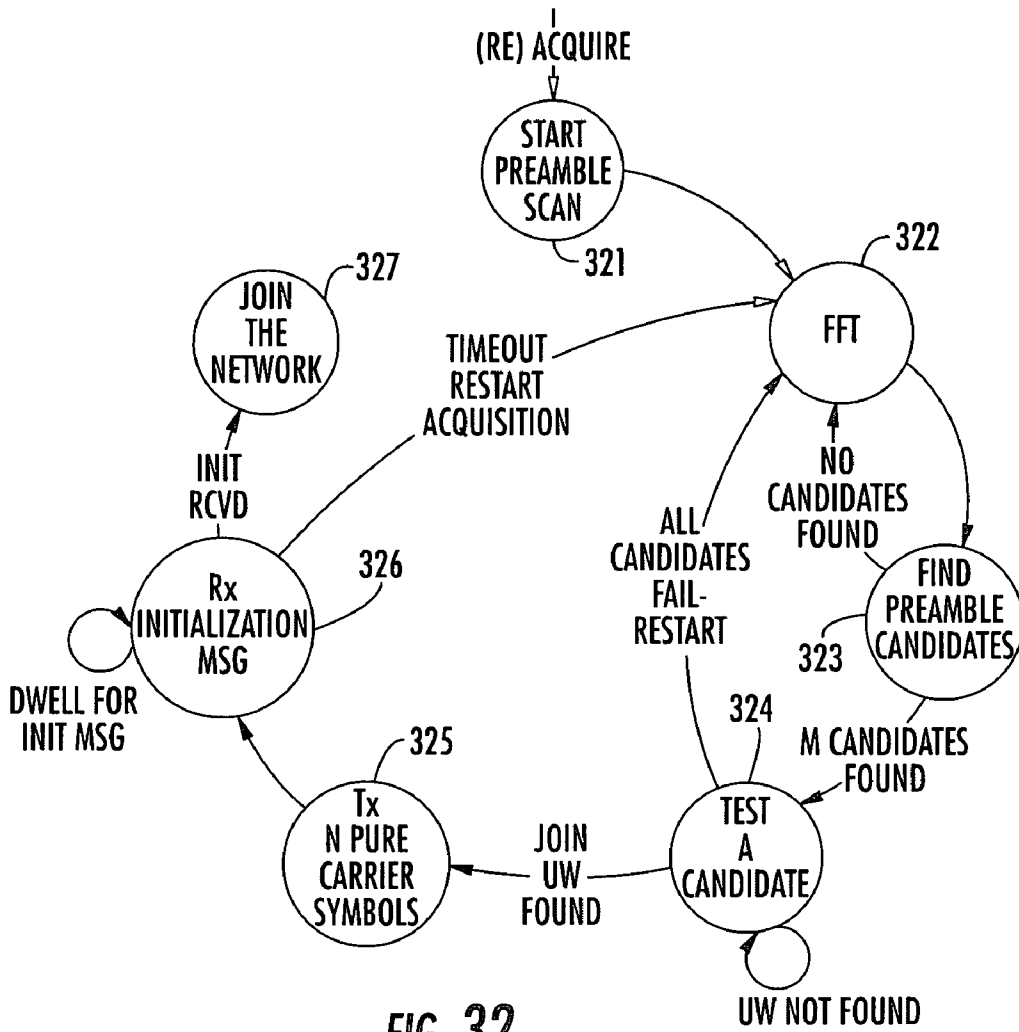 (RE) ACQUIRE
START
PREAMBLE
SCAN
321
322
FFT
327
JOIN
THE
NETWORK
TIMEOUT
RESTART
ACQUISITION
INIT
RCVD
NO
CANDIDATES
FOUND
ALL
CANDIDATES
FAIL-
RESTART
326
Rx
INITIALIZATION
MSG
FIND
PREAMBLE
CANDIDATES
323
DWELL FOR
INIT MSG
324
M CANDIDATES
FOUND
325
Tx
N PURE
CARRIER
SYMBOLS
JOIN
UW
FOUND
TEST
A
CANDIDATE
UW NOT FOUND
FIG. 32